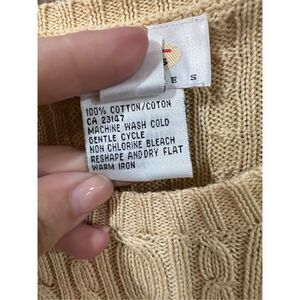 E S
100% COTTON/COTON
CA 23147
MACHINE WASH COLD
GENTLE CYCLE
NON CHLORINE BLEACH
RESHAPE AND DRY FLAT
WARM IRON